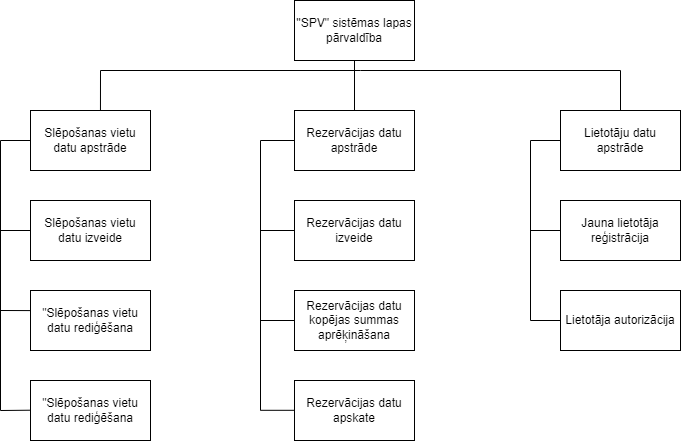 "SPV" sistēmas lapas
pārvaldība
Slēpošanas vietu
datu apstrāde
Rezervācijas datu
apstrāde
Lietotāju datu
apstrāde
Slēpošanas vietu
datu izveide
Rezervācijas datu
izveide
Jauna lietotāja
reģistrācija
"Slēpošanas vietu
datu rediģēšana
Rezervācijas datu
kopējas summas
aprēķināšana
Lietotāja autorizācija
"Slēpošanas vietu
datu rediģēšana
Rezervācijas datu
apskate